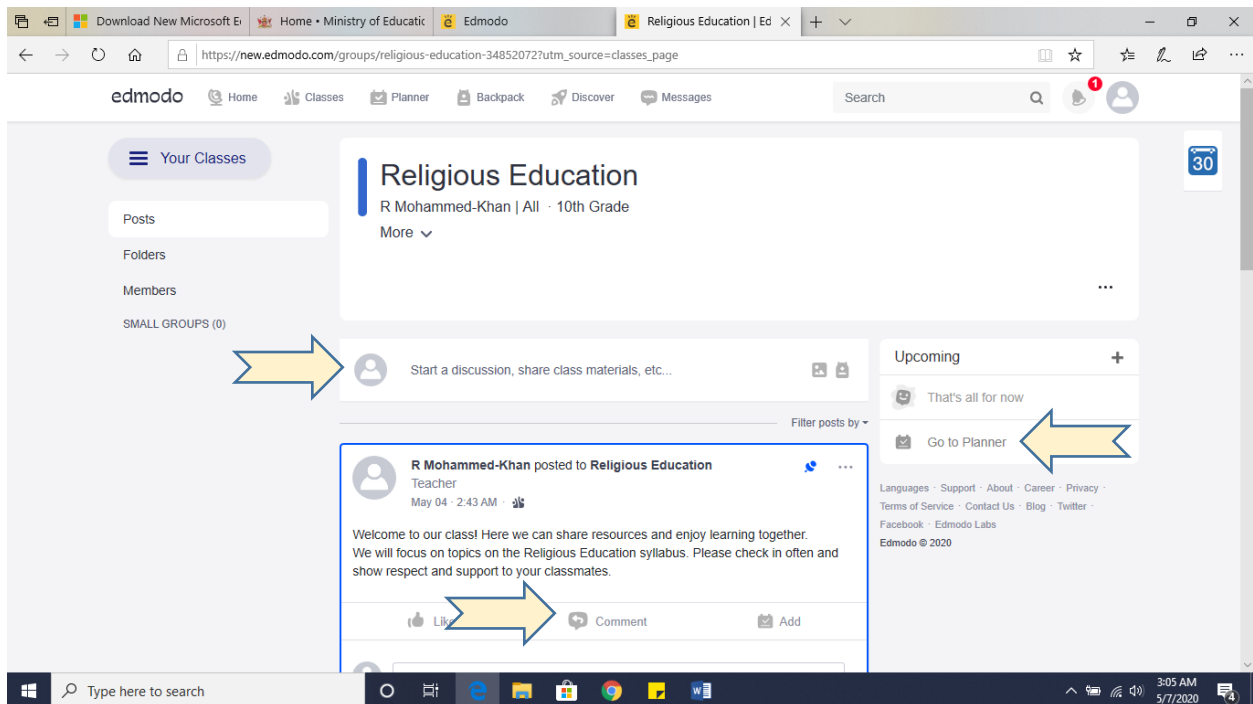 Download New Microsoft E
Home • Ministry of Educatic
Edmodo
Religious Education | Ed
https://new.edmodo.com/groups/religious-education-34852072?utm_source=classes_page
edmodo
Home
Classes
Planner
Backpack
Discover
Messages
Search
1
Your Classes
30
Religious Education
R Mohammed-Khan | All · 10th Grade
More
Posts
Folders
Members
SMALL GROUPS (0)
Start a discussion, share class materials, etc...
Filter posts by
Upcoming
That's all for now
Go to Planner
Languages · Support · About · Career · Privacy ·
Terms of Service · Contact Us · Blog · Twitter ·
Facebook · Edmodo Labs
Edmodo © 2020
R Mohammed-Khan posted to Religious Education
Teacher
May 04 · 2:43 AM ·
Welcome to our class! Here we can share resources and enjoy learning together.
We will focus on topics on the Religious Education syllabus. Please check in often and
show respect and support to your classmates.
Lik
Comment
Add
Type here to search
3:05 AM
5/7/2020
4